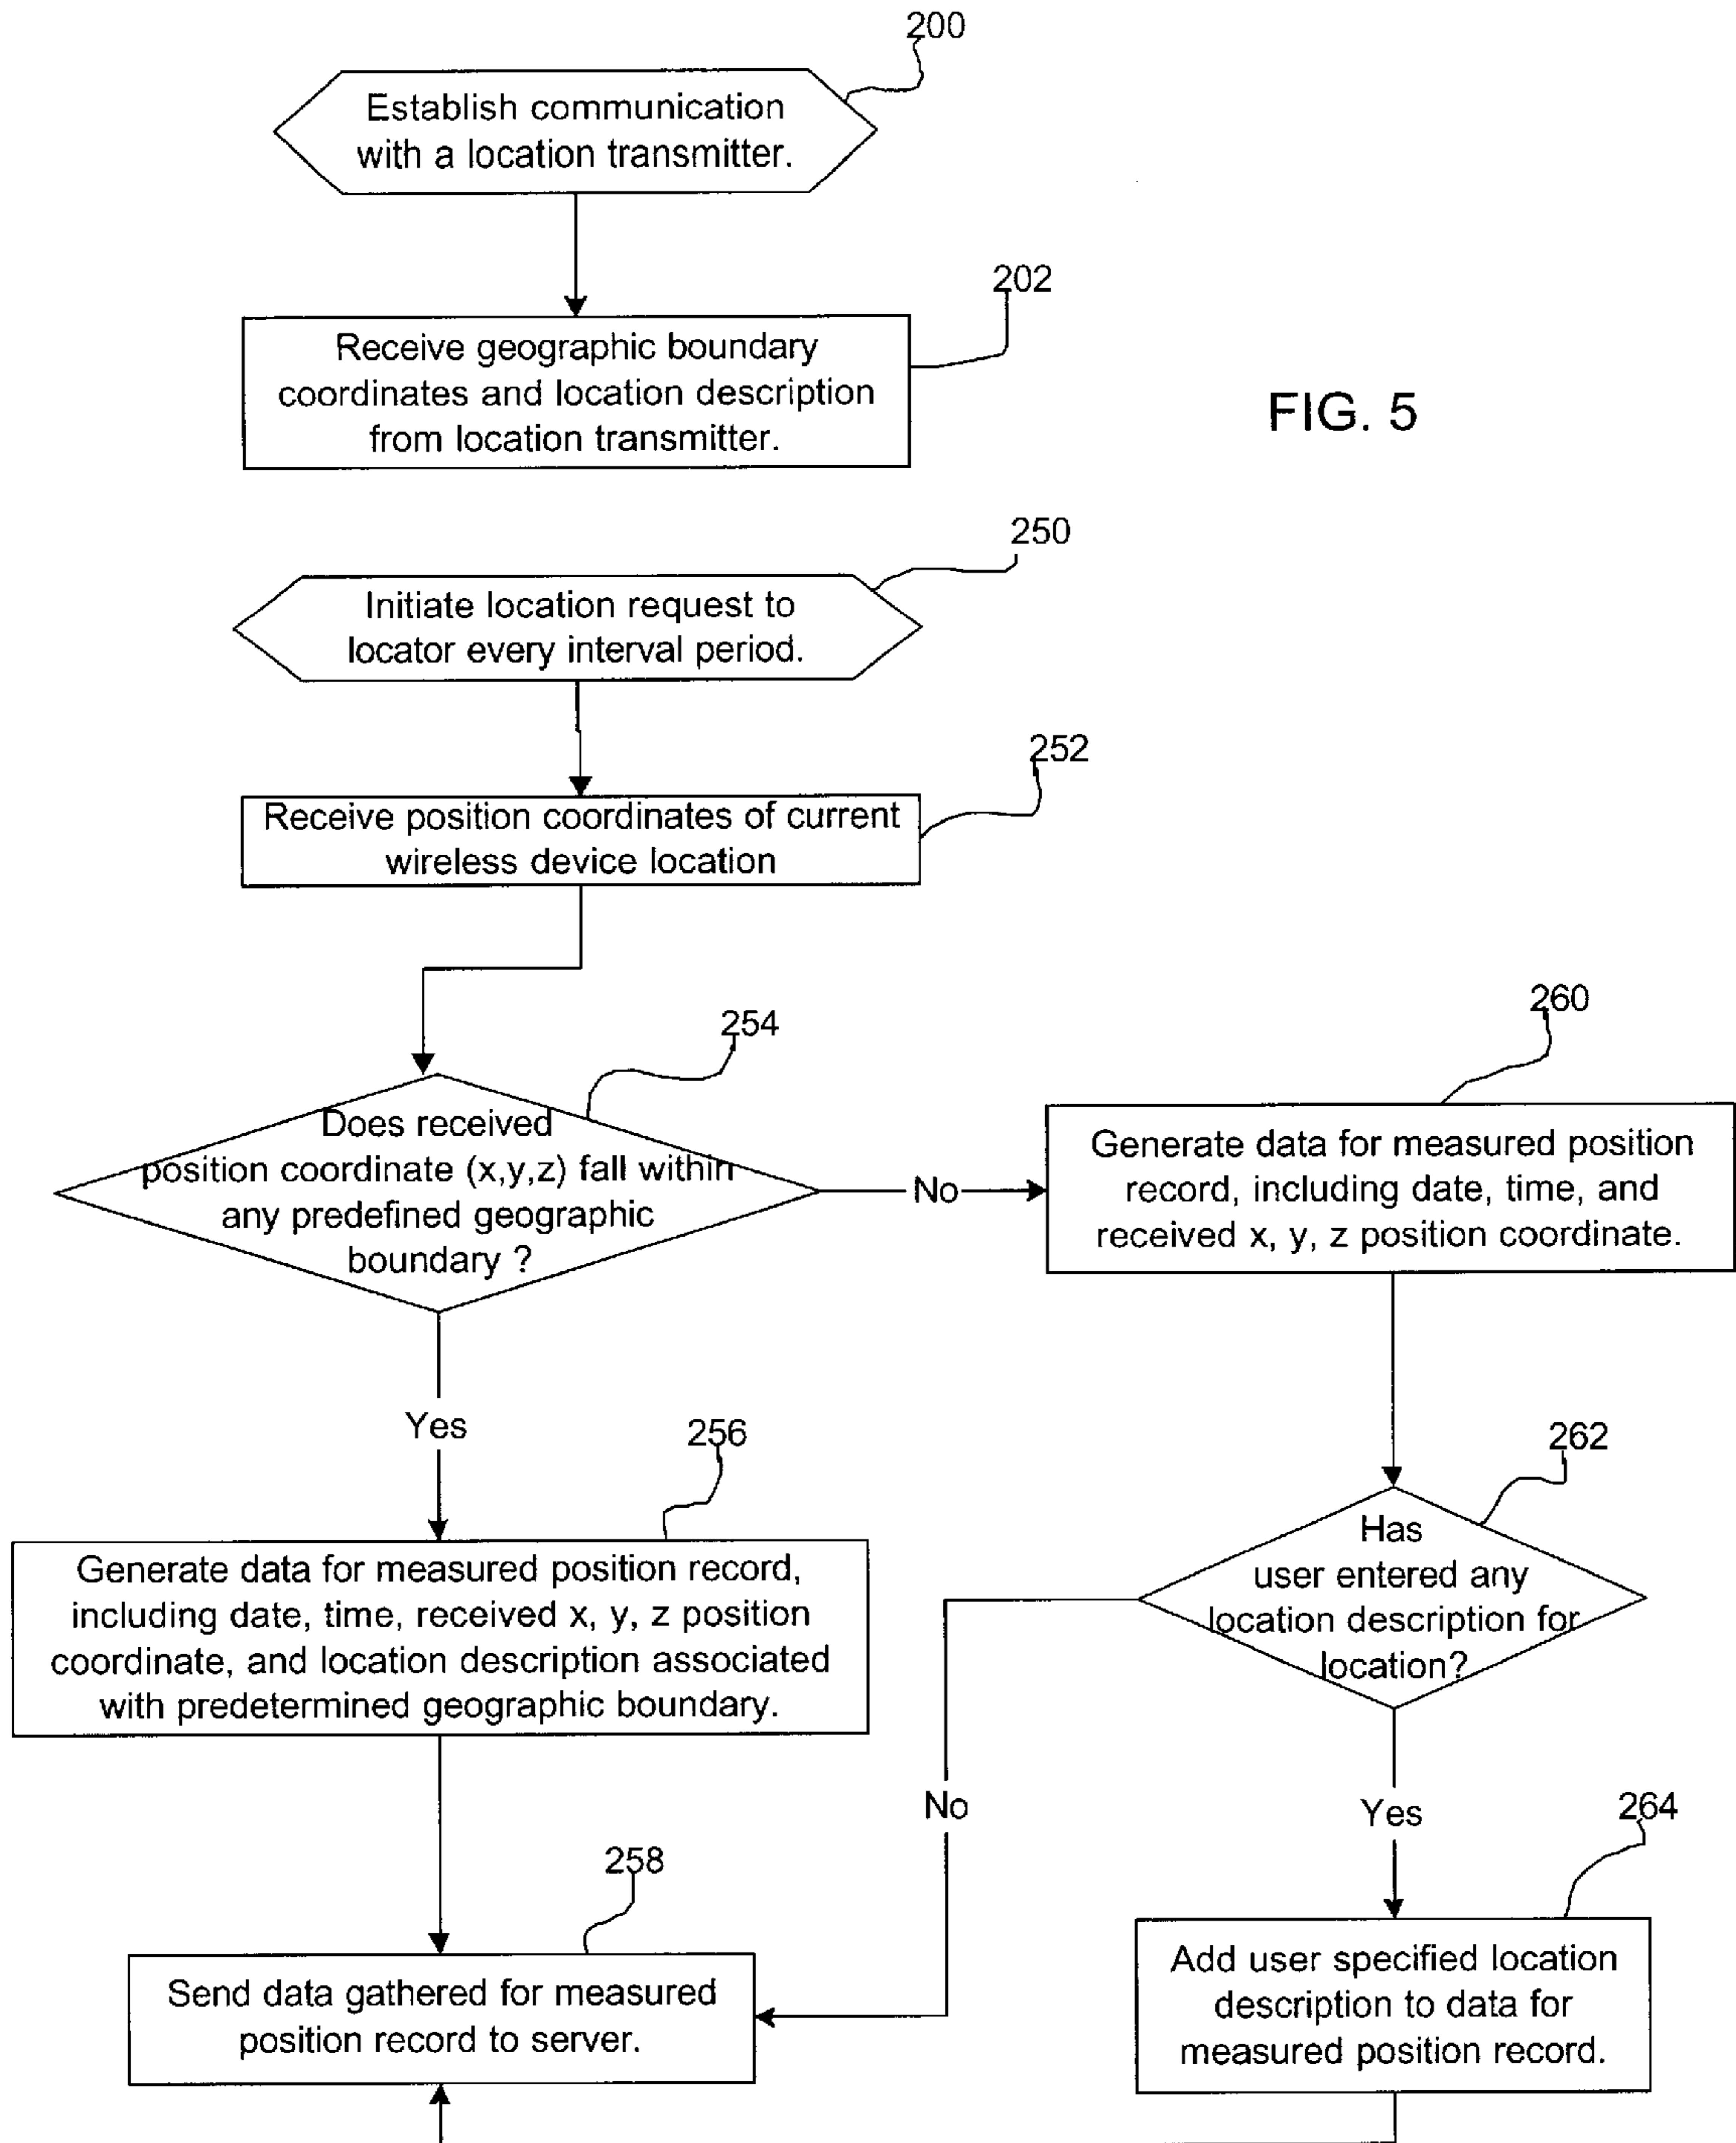 200
Establish communication
with a location transmitter.
202
Receive geographic boundary
coordinates and location description
from location transmitter.
FIG. 5
250
Initiate location request to
locator every interval period.
252
Receive position coordinates of current
wireless device location
254
Does received
position coordinate (x,y,z) fall within
any predefined geographic
boundary ?
No
260
Generate data for measured position
record, including date, time, and
received x, y, z position coordinate.
Yes
256
Generate data for measured position record,
including date, time, received x, y, z position
coordinate, and location description associated
with predetermined geographic boundary.
262
Has
user entered any
location description for
location?
No
Yes
258
Send data gathered for measured
position record to server.
264
Add user specified location
description to data for
measured position record.